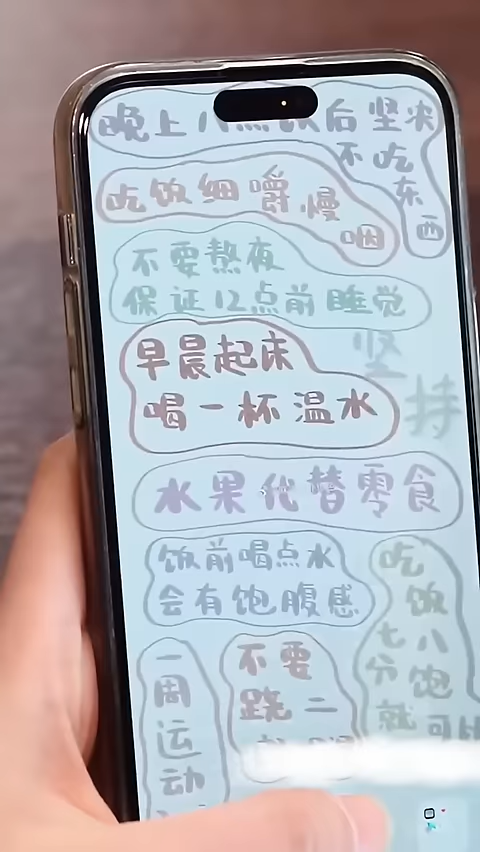 晚上八点以后坚决
不吃
东
西
吃饭细嚼慢
咽
不要熬夜
保证12点前睡觉
坚
持
早晨起床
喝一杯温水
水果代替零食
饭前喝点水
会有饱腹感
吃
饭
七八
分饱
就可
一
周
运
动
不要
跷二